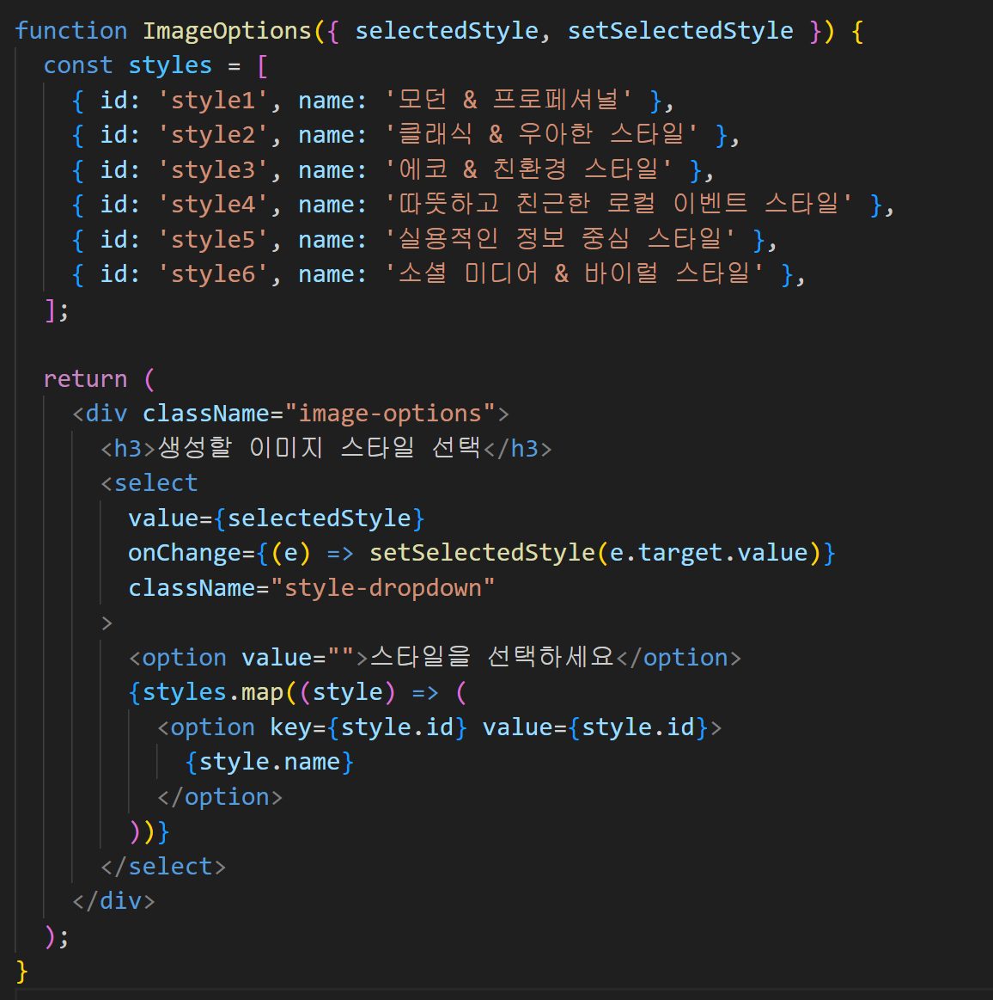 function ImageOptions({ selectedStyle, setSelectedStyle }) {
  const styles = [
    { id: 'style1', name: '모던 & 프로페셔널' },
    { id: 'style2', name: '클래식 & 우아한 스타일' },
    { id: 'style3', name: '에코 & 친환경 스타일' },
    { id: 'style4', name: '따뜻하고 친근한 로컬 이벤트 스타일' },
    { id: 'style5', name: '실용적인 정보 중심 스타일' },
    { id: 'style6', name: '소셜 미디어 & 바이럴 스타일' },
  ];

  return (
    <div className="image-options">
      <h3>생성할 이미지 스타일 선택</h3>
      <select
        value={selectedStyle}
        onChange={(e) => setSelectedStyle(e.target.value)}
        className="style-dropdown"
      >
        <option value="">스타일을 선택하세요</option>
        {styles.map((style) => (
          <option key={style.id} value={style.id}>
            {style.name}
          </option>
        ))}
      </select>
    </div>
  );
}